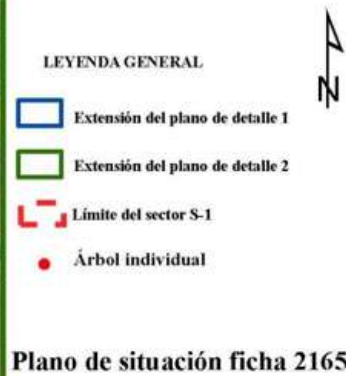 LEYENDA GENERAL
N
Extensión del plano de detalle 1
Extensión del plano de detalle 2
Límite del sector S-1
Árbol individual
Plano de situación ficha 2165